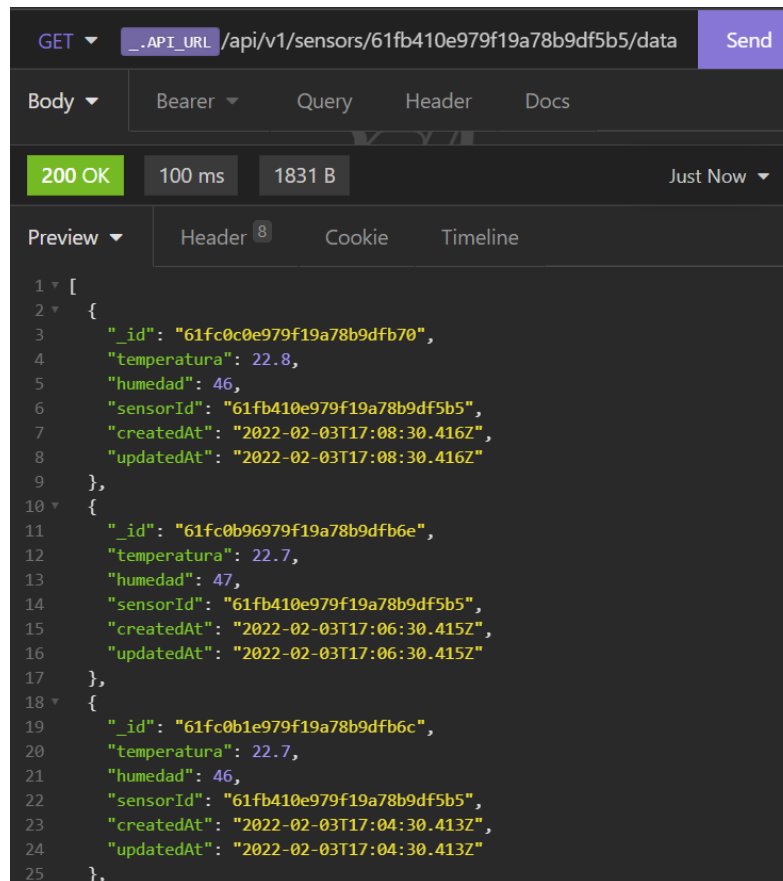 GET _.API_URL /api/v1/sensors/61fb410e979f19a78b9df5b5/data Send
Body Bearer Query Header Docs
200 OK 100 ms 1831 B Just Now
Preview Header 8 Cookie Timeline
1 [
2 {
3 "_id": "61fc0c0e979f19a78b9dfb70",
4 "temperatura": 22.8,
5 "humedad": 46,
6 "sensorId": "61fb410e979f19a78b9df5b5",
7 "createdAt": "2022-02-03T17:08:30.416Z",
8 "updatedAt": "2022-02-03T17:08:30.416Z"
9 },
10 {
11 "_id": "61fc0b96979f19a78b9dfb6e",
12 "temperatura": 22.7,
13 "humedad": 47,
14 "sensorId": "61fb410e979f19a78b9df5b5",
15 "createdAt": "2022-02-03T17:06:30.415Z",
16 "updatedAt": "2022-02-03T17:06:30.415Z"
17 },
18 {
19 "_id": "61fc0b1e979f19a78b9dfb6c",
20 "temperatura": 22.7,
21 "humedad": 46,
22 "sensorId": "61fb410e979f19a78b9df5b5",
23 "createdAt": "2022-02-03T17:04:30.413Z",
24 "updatedAt": "2022-02-03T17:04:30.413Z"
25 },